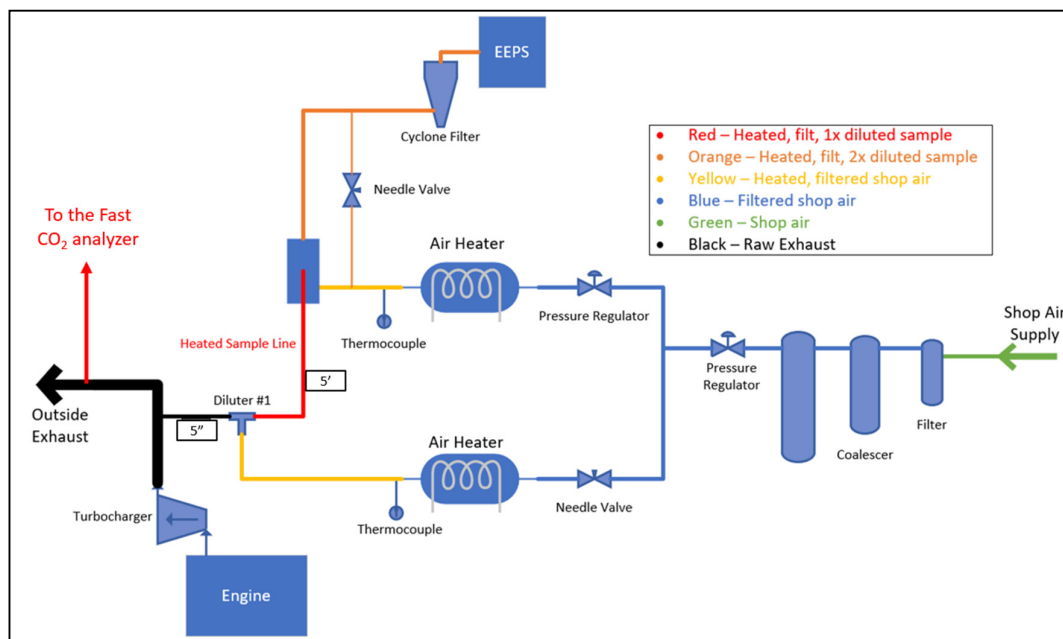 EEPS
Cyclone Filter
Needle Valve
• Red – Heated, filt, 1x diluted sample
• Orange – Heated, filt, 2x diluted sample
• Yellow – Heated, filtered shop air
• Blue – Filtered shop air
• Green – Shop air
• Black – Raw Exhaust
To the Fast
CO₂ analyzer
Air Heater
Pressure Regulator
Thermocouple
Heated Sample Line
5’
Shop Air
Supply
Pressure
Regulator
Filter
Coalescer
Outside
Exhaust
5”
Diluter #1
Air Heater
Needle Valve
Thermocouple
Turbocharger
Engine